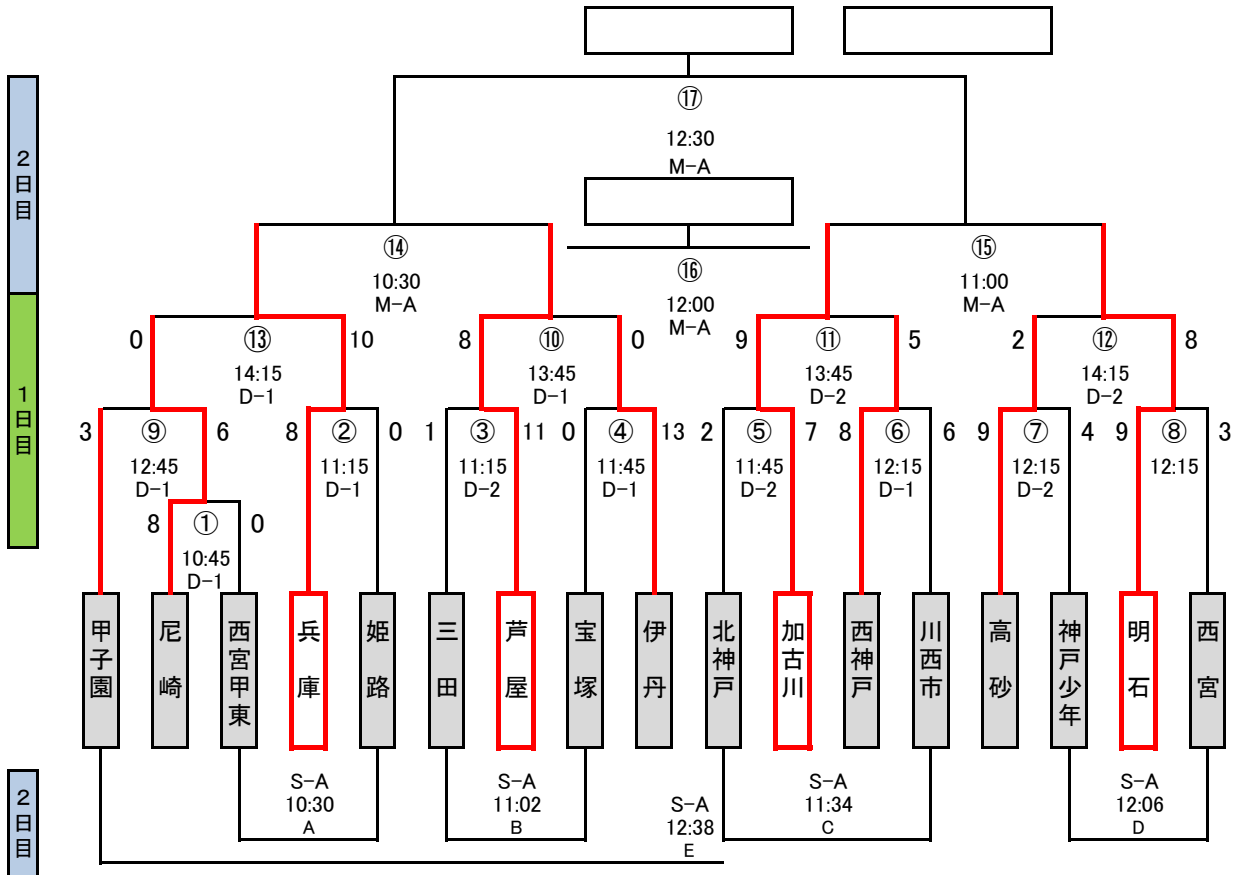 2日目
⑰
12:30
M-A
⑭
10:30
M-A
⑯
12:00
M-A
⑮
11:00
M-A
1日目
0 ⑬ 10 8 ⑩ 0 9 ⑪ 5 2 ⑫ 8
14:15 13:45 13:45 14:15
D-1 D-1 D-2 D-2
3 ⑨ 6 8 ② 0 1 ③ 11 0 ④ 13 2 ⑤ 7 8 ⑥ 6 9 ⑦ 4 9 ⑧ 3
12:45 11:15 11:15 11:45 11:45 12:15 12:15 12:15
D-1 D-1 D-2 D-1 D-2 D-1 D-2
8 ① 0
10:45
D-1
甲子園
尼崎
西宮甲東
兵庫
姫路
三田
芦屋
宝塚
伊丹
北神戸
加古川
西神戸
川西市
高砂
神戸少年
明石
西宮
2日目
S-A
10:30
A
S-A
11:02
B
S-A
12:38
E
S-A
11:34
C
S-A
12:06
D